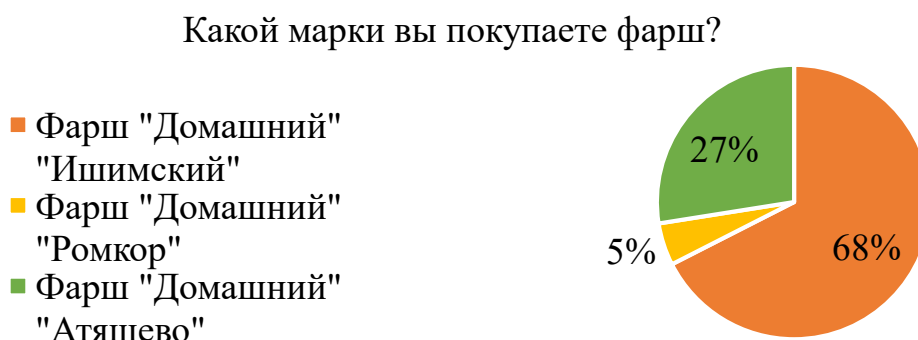 Какой марки вы покупаете фарш?
Фарш "Домашний"
"Ишимский"
Фарш "Домашний"
"Ромкор"
Фарш "Домашний"
"Атяшево"
27%
5%
68%